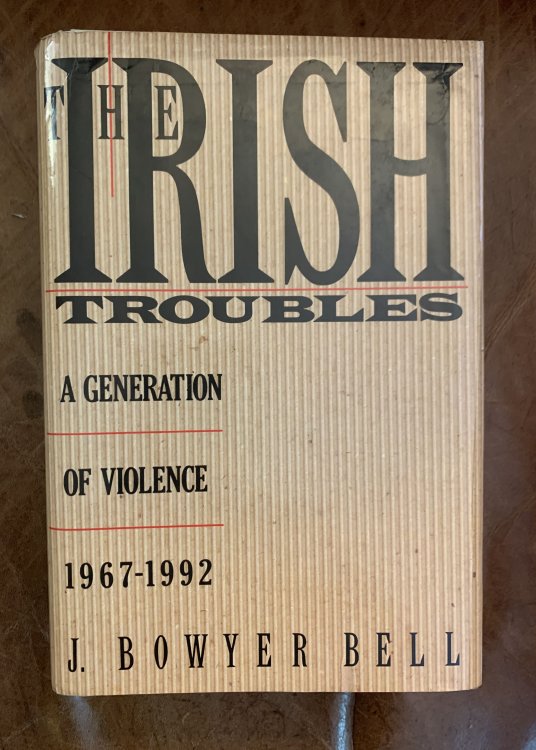 THE
IRISH
TROUBLES
A GENERATION
OF VIOLENCE
1967-1992
J. BOWYER BELL